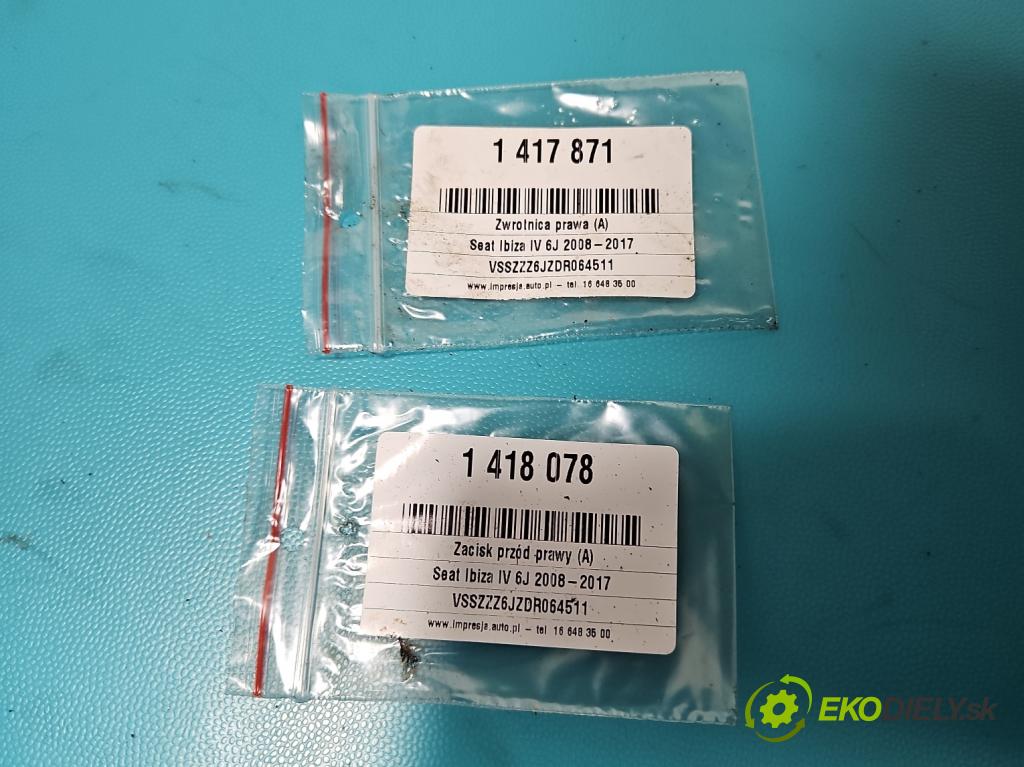 1 417 871
Zwrotnica prawa (A)
Seat Ibiza IV 6J 2008-2017
VSSZZZ6JZDR064511
www.impresja.auto.pl - tel. 16 648 35 00
1 418 078
Zacisk przód prawy (A)
Seat Ibiza IV 6J 2008-2017
VSSZZZ6JZDR064511
www.impresja.auto.pl - tel. 16 648 35 00
EKODIELY.sk